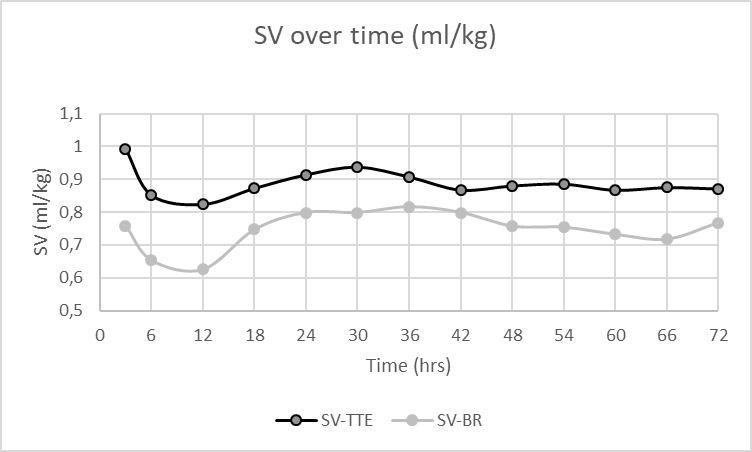 SV over time (ml/kg)
1,1
1
0,9
0,8
0,7
0,6
0,5
SV (ml/kg)
0 6 12 18 24 30 36 42 48 54 60 66 72
Time (hrs)
SV-TTE SV-BR